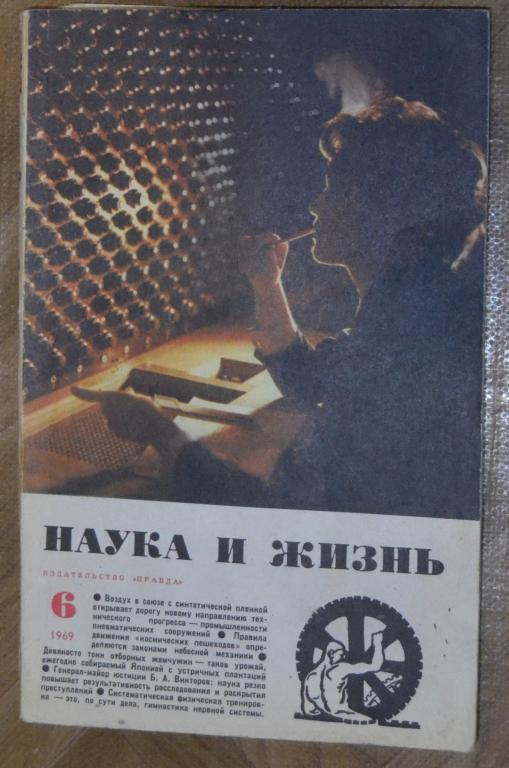 НАУКА И ЖИЗНЬ
ИЗДАТЕЛЬСТВО «ПРАВДА»
6
1969
● Воздух в союзе с синтетической пленкой
открывает дорогу новому направлению тех-
нического прогресса — промышленности
пневматических сооружений ● Правила
движения «космических пешеходов» опре-
деляются законами небесной механики ●
Девяносто тонн отборных жемчужин — таков урожай,
ежегодно собираемый Японией с устричных плантаций
● Генерал-майор юстиции Б. А. Викторов: наука резко
повышает результативность расследования и раскрытия
преступлений ● Систематическая физическая трениров-
ка — это, по сути дела, гимнастика нервной системы.